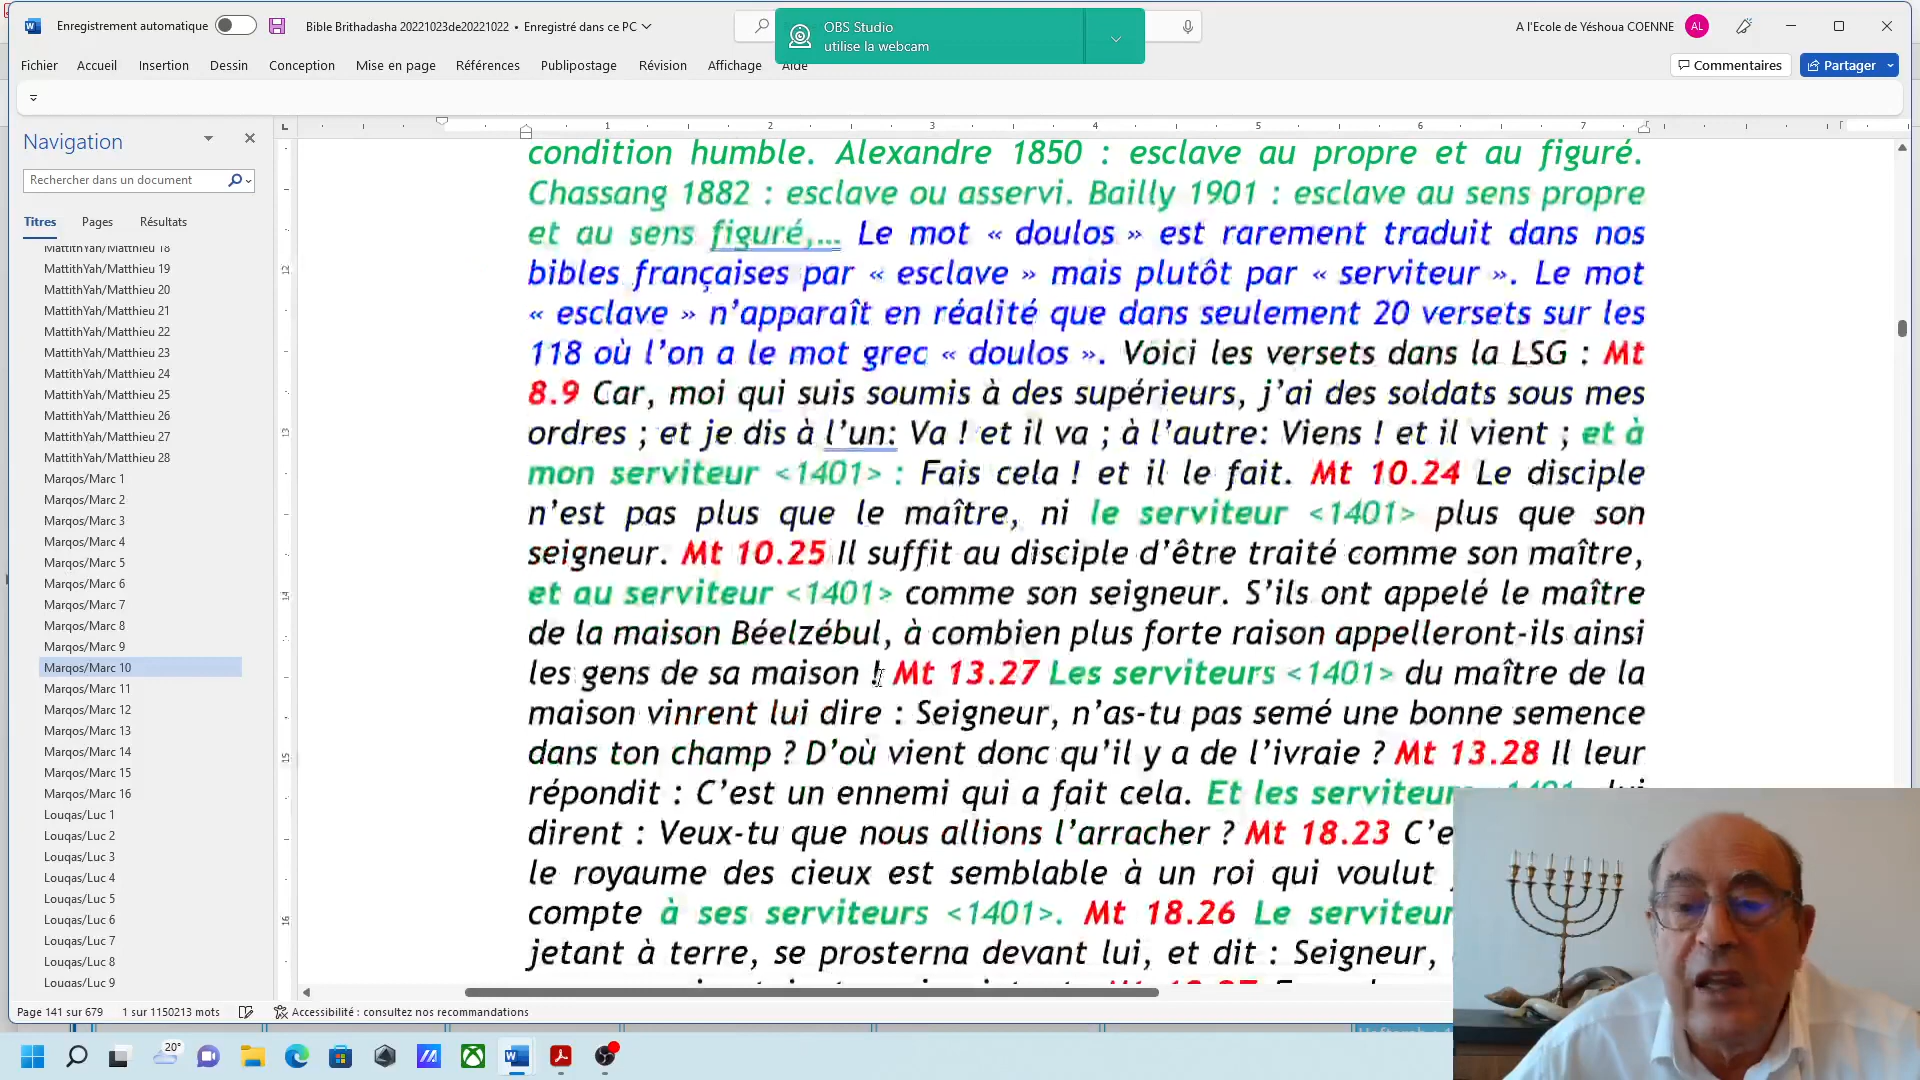 Enregistrement automatique
Bible Brithadasha 20221023de20221022 • Enregistré dans ce PC
OBS Studio
utilise la webcam
A l'Ecole de Yéshoua COENNE
AL
Fichier Accueil Insertion Dessin Conception Mise en page Références Publipostage Révision Affichage Aide
Commentaires
Partager
Navigation
Rechercher dans un document
Titres Pages Résultats
MattithYah/Matthieu 18
MattithYah/Matthieu 19
MattithYah/Matthieu 20
MattithYah/Matthieu 21
MattithYah/Matthieu 22
MattithYah/Matthieu 23
MattithYah/Matthieu 24
MattithYah/Matthieu 25
MattithYah/Matthieu 26
MattithYah/Matthieu 27
MattithYah/Matthieu 28
Marqos/Marc 1
Marqos/Marc 2
Marqos/Marc 3
Marqos/Marc 4
Marqos/Marc 5
Marqos/Marc 6
Marqos/Marc 7
Marqos/Marc 8
Marqos/Marc 9
Marqos/Marc 10
Marqos/Marc 11
Marqos/Marc 12
Marqos/Marc 13
Marqos/Marc 14
Marqos/Marc 15
Marqos/Marc 16
Louqas/Luc 1
Louqas/Luc 2
Louqas/Luc 3
Louqas/Luc 4
Louqas/Luc 5
Louqas/Luc 6
Louqas/Luc 7
Louqas/Luc 8
Louqas/Luc 9
1 2 3 4 5 6 7
12
13
14
15
16
condition humble. Alexandre 1850 : esclave au propre et au figuré.
Chassang 1882 : esclave ou asservi. Bailly 1901 : esclave au sens propre
et au sens figuré,... Le mot « doulos » est rarement traduit dans nos
bibles françaises par « esclave » mais plutôt par « serviteur ». Le mot
« esclave » n'apparaît en réalité que dans seulement 20 versets sur les
118 où l'on a le mot grec « doulos ». Voici les versets dans la LSG : Mt
8.9 Car, moi qui suis soumis à des supérieurs, j'ai des soldats sous mes
ordres ; et je dis à l'un: Va ! et il va ; à l'autre: Viens ! et il vient ; et à
mon serviteur <1401> : Fais cela ! et il le fait. Mt 10.24 Le disciple
n'est pas plus que le maître, ni le serviteur <1401> plus que son
seigneur. Mt 10.25 Il suffit au disciple d'être traité comme son maître,
et au serviteur <1401> comme son seigneur. S'ils ont appelé le maître
de la maison Béelzébul, à combien plus forte raison appelleront-ils ainsi
les gens de sa maison ! Mt 13.27 Les serviteurs <1401> du maître de la
maison vinrent lui dire : Seigneur, n'as-tu pas semé une bonne semence
dans ton champ ? D'où vient donc qu'il y a de l'ivraie ? Mt 13.28 Il leur
répondit : C'est un ennemi qui a fait cela. Et les serviteurs
dirent : Veux-tu que nous allions l'arracher ? Mt 18.23
le royaume des cieux est semblable à un roi qui voulut
compte à ses serviteurs <1401>. Mt 18.26 Le serviteur
jetant à terre, se prosterna devant lui, et dit : Seigneur,
Page 141 sur 679 1 sur 1150213 mots Accessibilité : consultez nos recommandations
20°